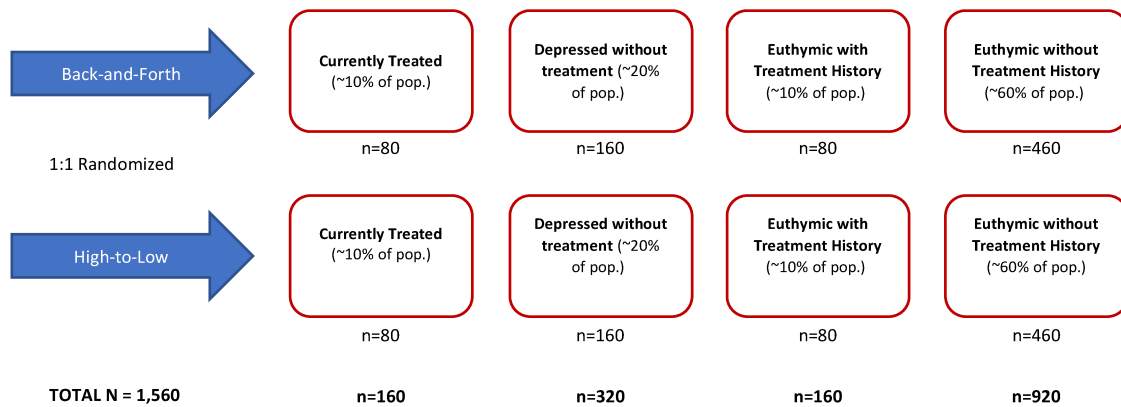 Back-and-Forth
Currently Treated
(~10% of pop.)
Depressed without
treatment (~20%
of pop.)
Euthymic with
Treatment History
(~10% of pop.)
Euthymic without
Treatment History
(~60% of pop.)
n=80
n=160
n=80
n=460
1:1 Randomized
High-to-Low
Currently Treated
(~10% of pop.)
Depressed without
treatment (~20%
of pop.)
Euthymic with
Treatment History
(~10% of pop.)
Euthymic without
Treatment History
(~60% of pop.)
n=80
n=160
n=80
n=460
TOTAL N = 1,560
n=160
n=320
n=160
n=920